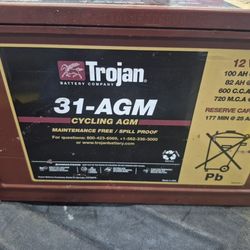 Trojan
BATTERY COMPANY
31-AGM
CYCLING AGM
MAINTENANCE FREE / SPILL PROOF
For questions: 800-423-6569, +1-562-236-3000
or www.trojanbattery.com
12
100 AH
82 AH
600 C.C.A
720 M.C.A
RESERVE CAP
177 MIN @ 25 A
Pb